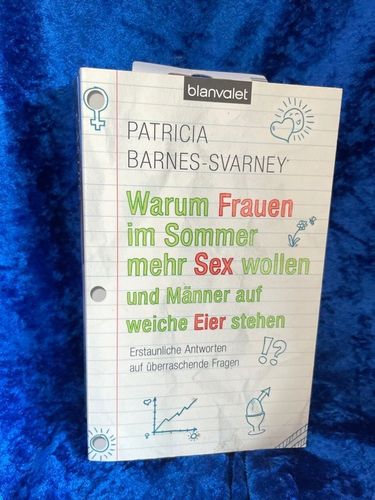 blanvalet
PATRICIA
BARNES-SVARNEY
Warum Frauen
im Sommer
mehr Sex wollen
und Männer auf
weiche Eier stehen
Erstaunliche Antworten
auf überraschende Fragen
!?